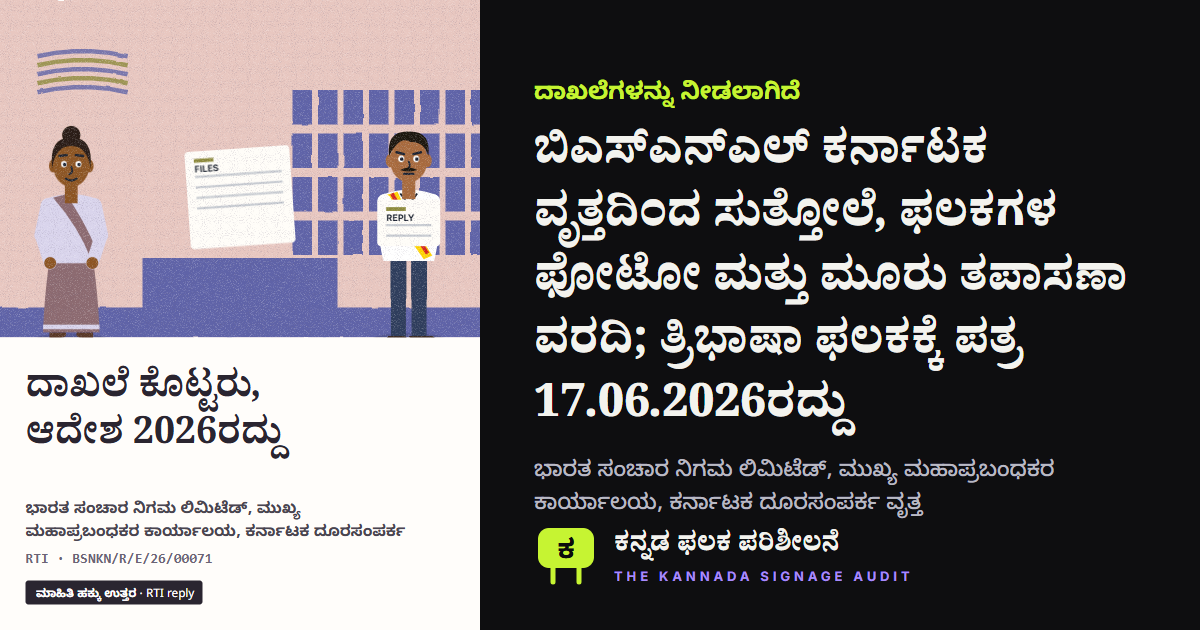 FILES
REPLY
ದಾಖಲೆ ಕೊಟ್ಟರು,
ಆದೇಶ 2026ರದ್ದು
ಭಾರತ ಸಂಚಾರ ನಿಗಮ ಲಿಮಿಟೆಡ್, ಮುಖ್ಯ
ಮಹಾಪ್ರಬಂಧಕರ ಕಾರ್ಯಾಲಯ, ಕರ್ನಾಟಕ ದೂರಸಂಪರ್ಕ
RTI · BSNKN/R/E/26/00071
ಮಾಹಿತಿ ಹಕ್ಕು ಉತ್ತರ · RTI reply
ದಾಖಲೆಗಳನ್ನು ನೀಡಲಾಗಿದೆ
ಬಿಎಸ್ಎನ್ಎಲ್ ಕರ್ನಾಟಕ
ವೃತ್ತದಿಂದ ಸುತ್ತೋಲೆ, ಫಲಕಗಳ
ಫೋಟೋ ಮತ್ತು ಮೂರು ತಪಾಸಣಾ
ವರದಿ; ತ್ರಿಭಾಷಾ ಫಲಕಕ್ಕೆ ಪತ್ರ
17.06.2026ರದ್ದು
ಭಾರತ ಸಂಚಾರ ನಿಗಮ ಲಿಮಿಟೆಡ್, ಮುಖ್ಯ ಮಹಾಪ್ರಬಂಧಕರ
ಕಾರ್ಯಾಲಯ, ಕರ್ನಾಟಕ ದೂರಸಂಪರ್ಕ ವೃತ್ತ
ಕ
ಕನ್ನಡ ಫಲಕ ಪರಿಶೀಲನೆ
THE KANNADA SIGNAGE AUDIT